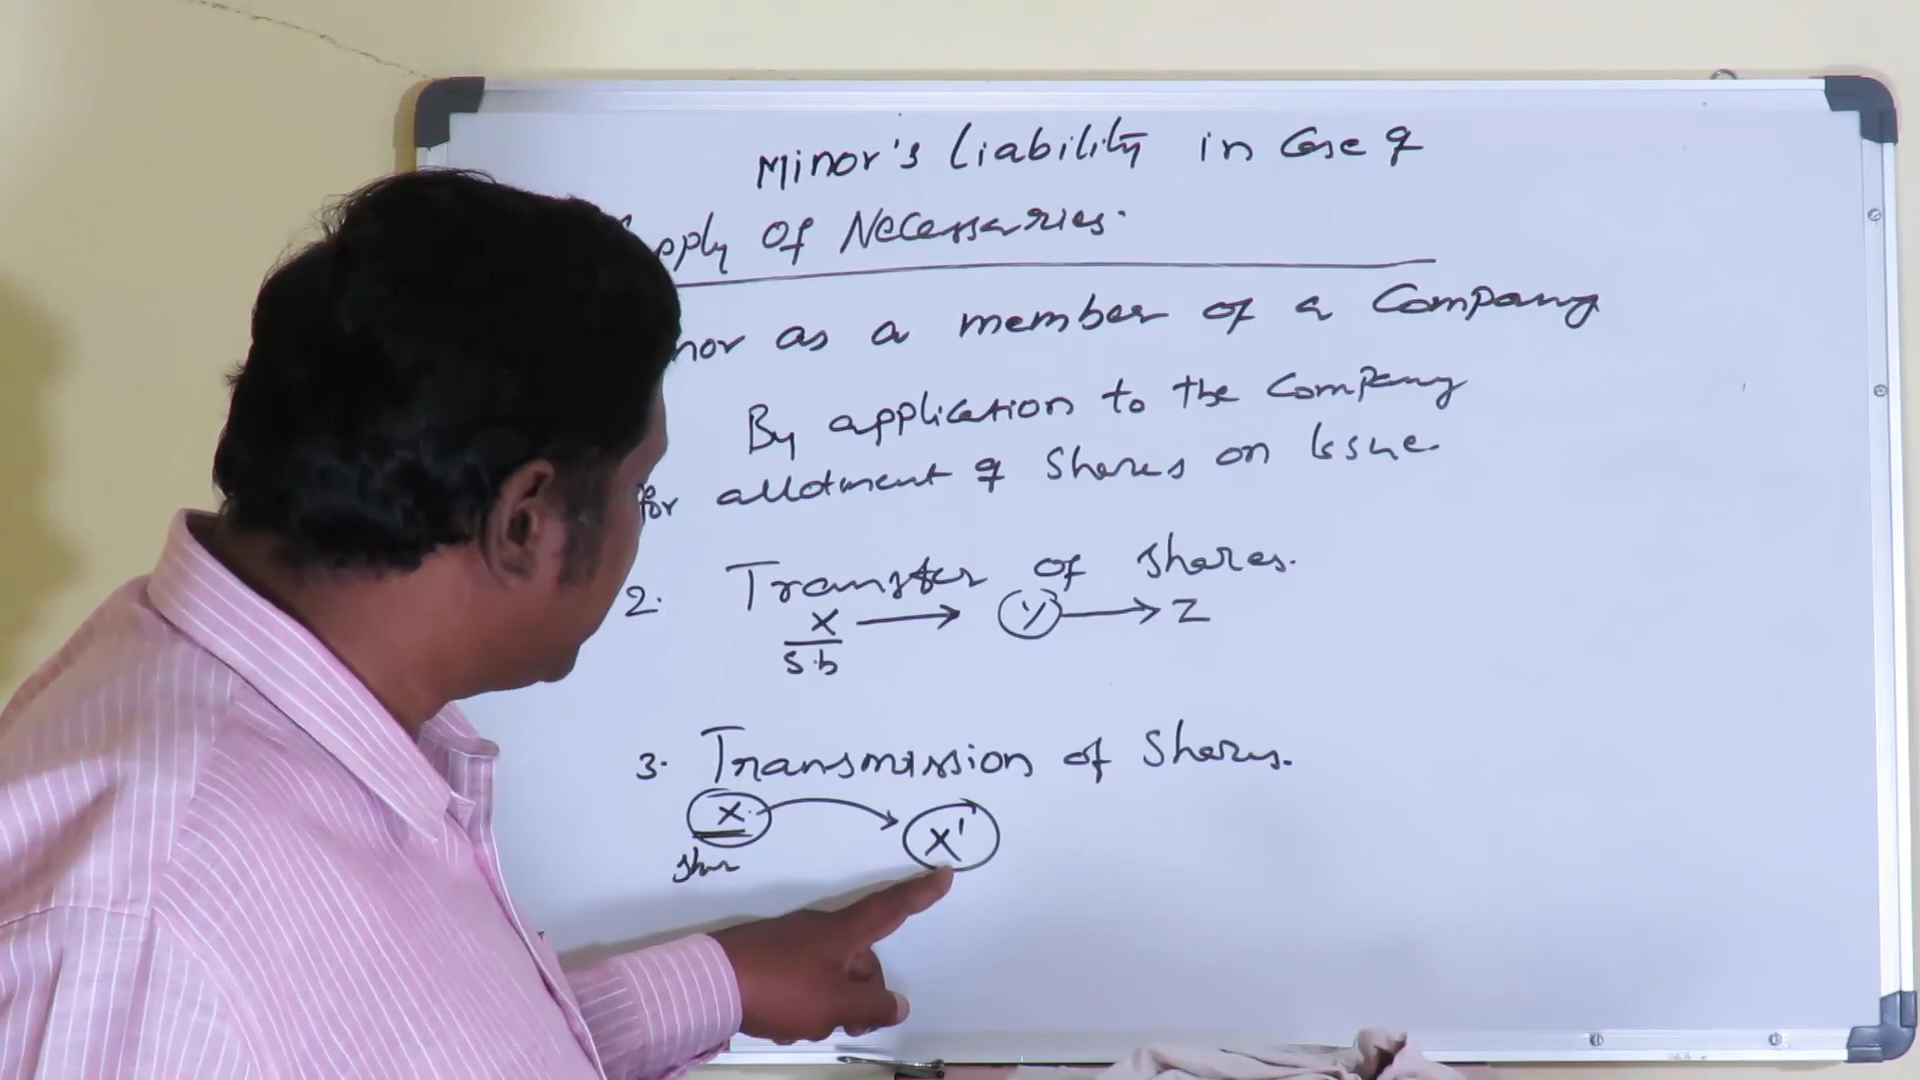 Minor's Liability in Case of
pply of Necessaries.
nor as a member of a Company
By application to the Company
for allotment of Shares on Issue.
2. Transfer of shares.
X → Y → Z
S.b
3. Transmission of Shares.
X → X'